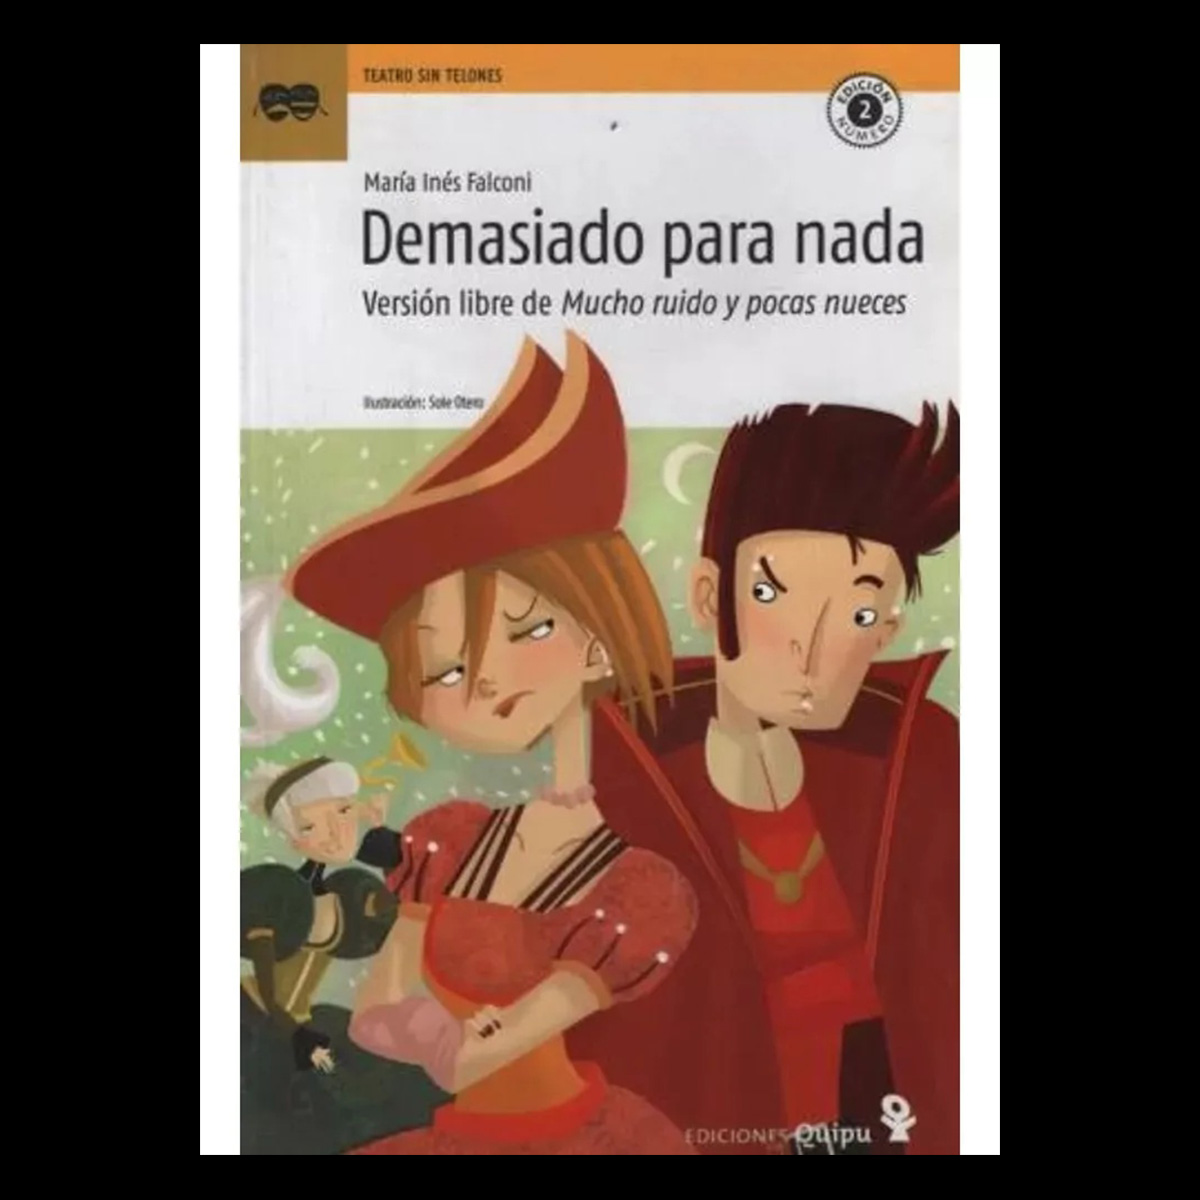 TEATRO SIN TELONES
EDICIÓN
2
NÚMERO
María Inés Falconi
Demasiado para nada
Versión libre de Mucho ruido y pocas nueces
Ilustración: Sole Otero
EDICIONES Quipu